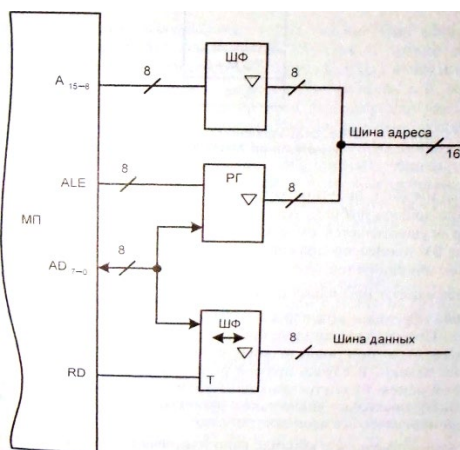 A 15–8
8
ШФ
8
Шина адреса
16
ALE
8
РГ
8
МП
AD 7–0
8
ШФ
8
Шина данных
RD
T